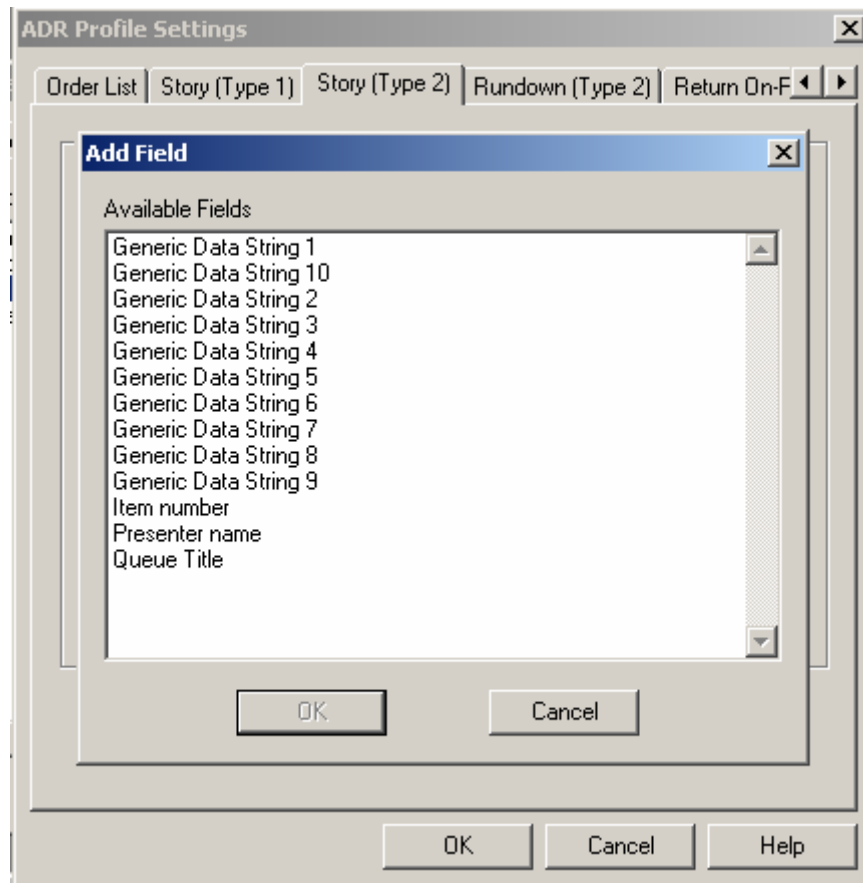 ADR Profile Settings
Order List Story (Type 1) Story (Type 2) Rundown (Type 2) Return On-F
Add Field
Available Fields
Generic Data String 1
Generic Data String 10
Generic Data String 2
Generic Data String 3
Generic Data String 4
Generic Data String 5
Generic Data String 6
Generic Data String 7
Generic Data String 8
Generic Data String 9
Item number
Presenter name
Queue Title
OK Cancel
OK Cancel Help